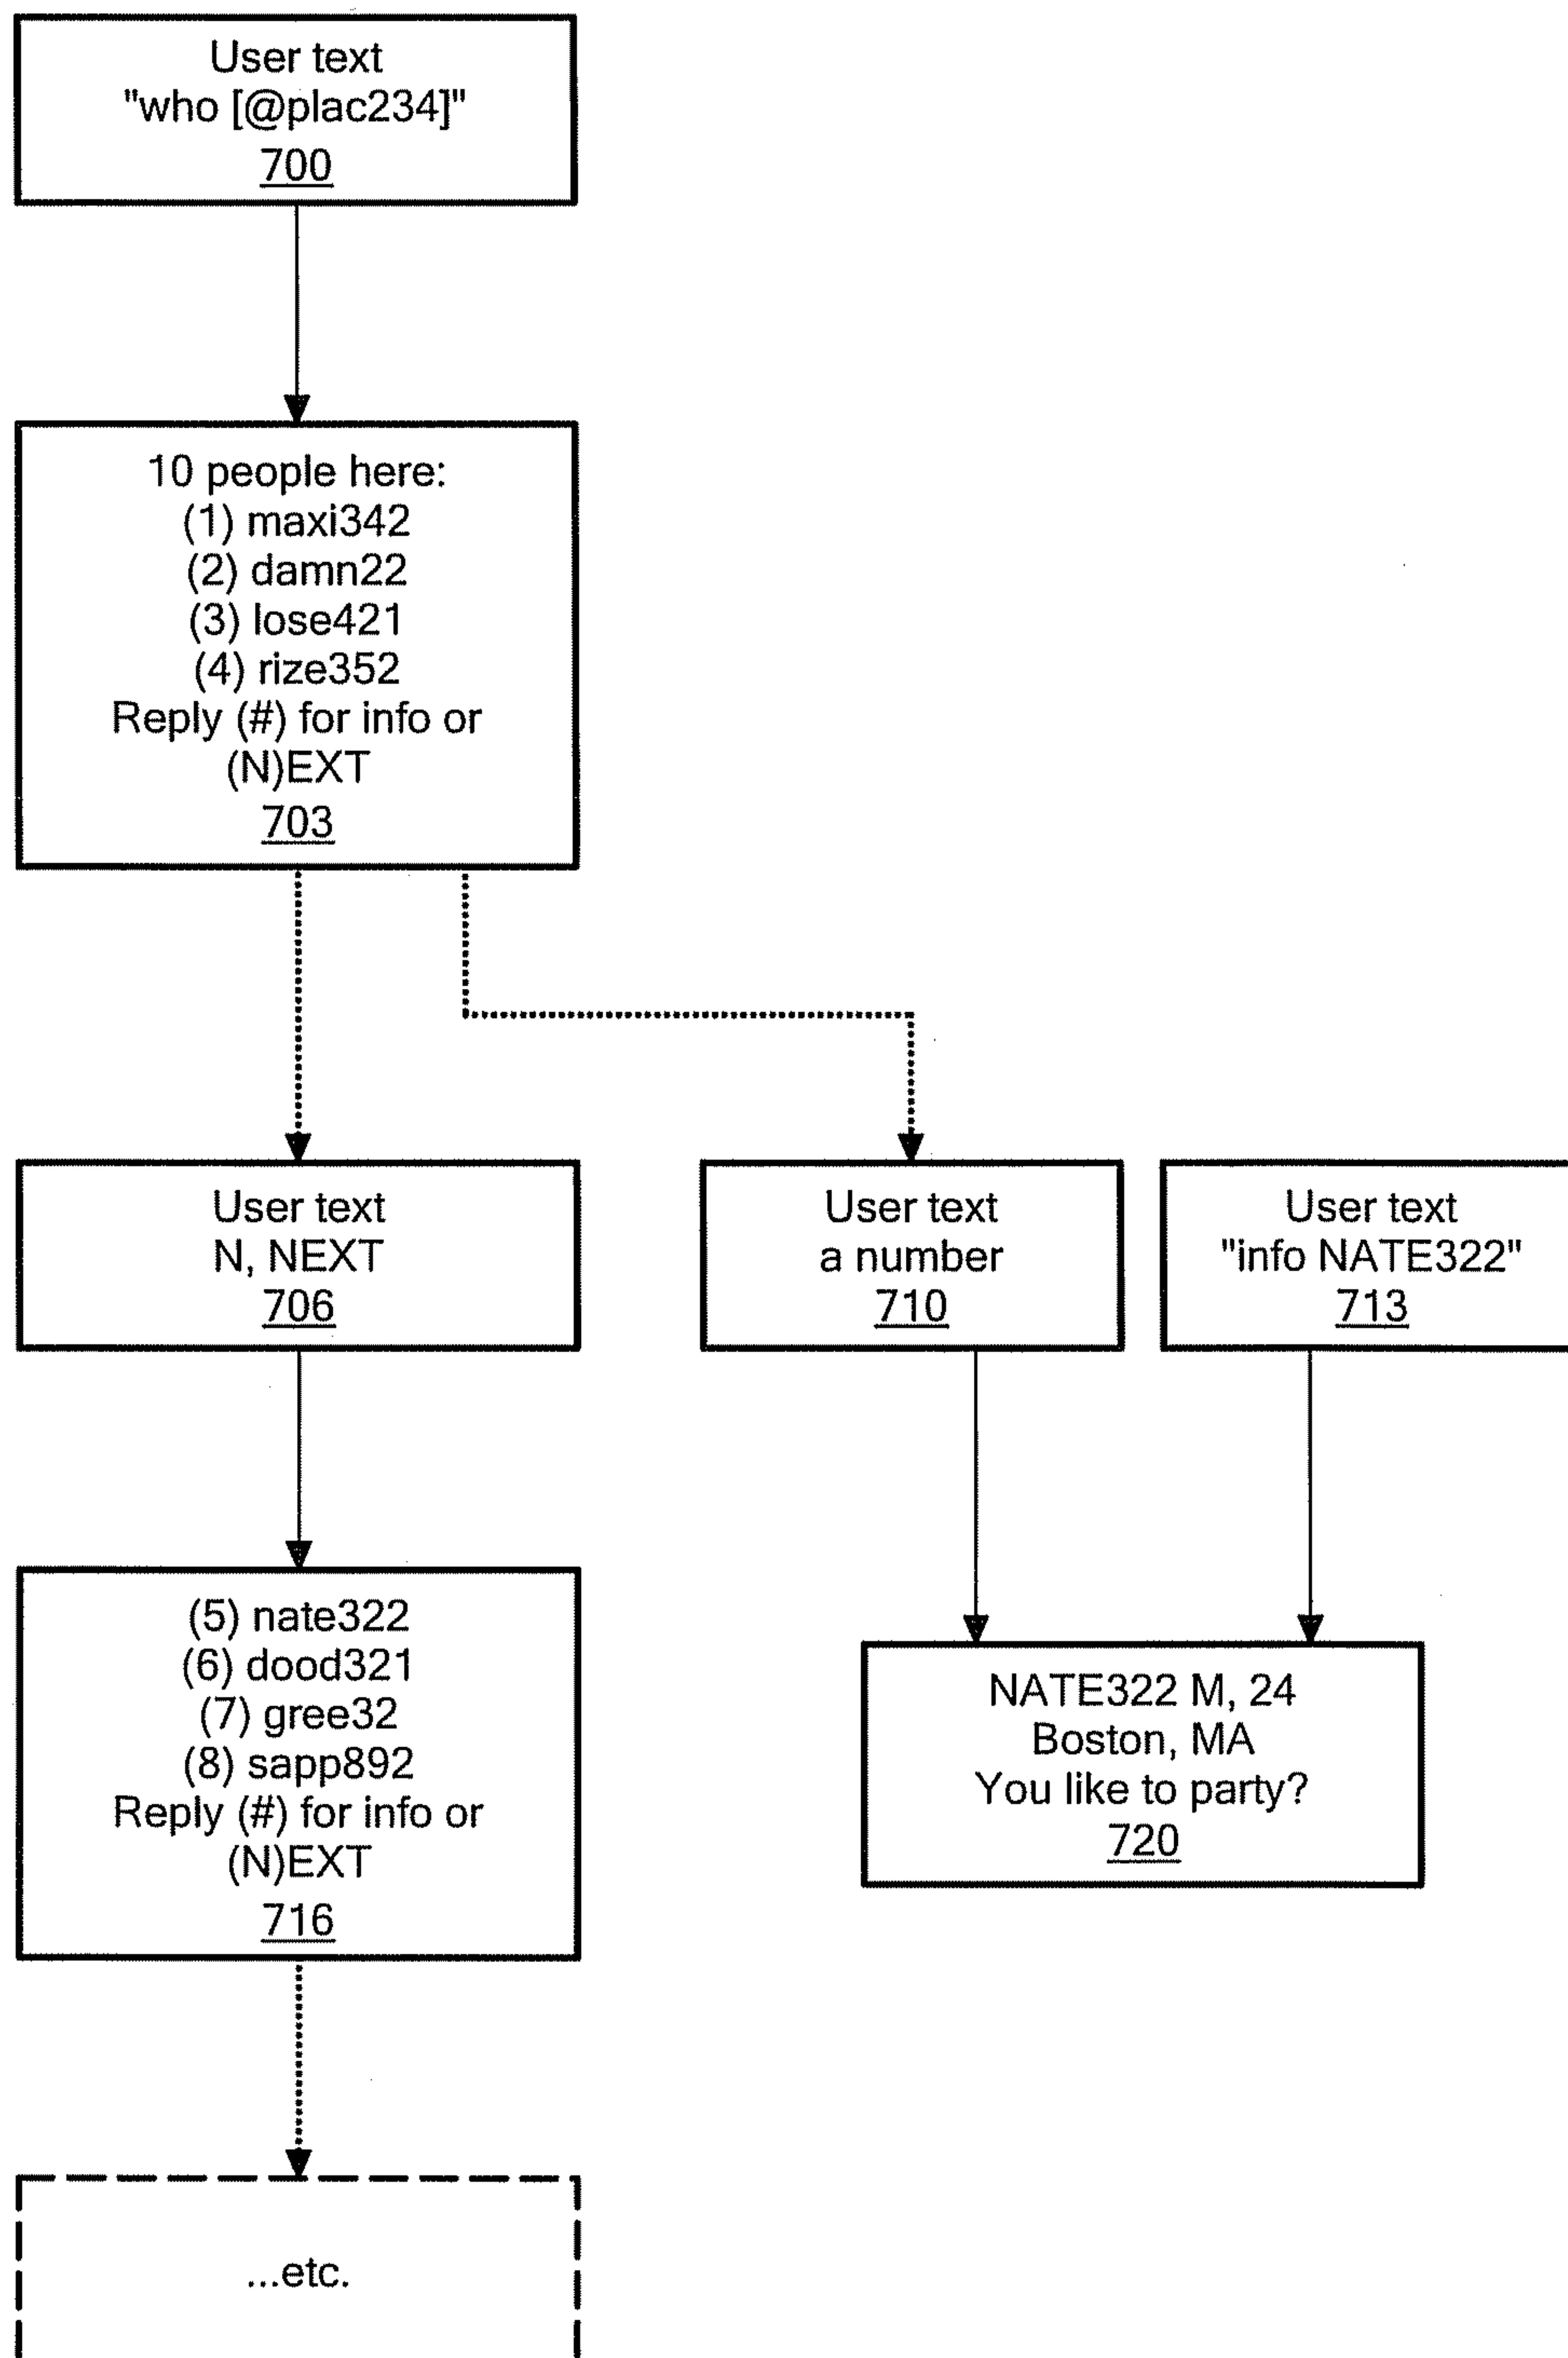 User text
"who [@plac234]"
700
10 people here:
(1) maxi342
(2) damn22
(3) lose421
(4) rize352
Reply (#) for info or
(N)EXT
703
User text
N, NEXT
706
User text
a number
710
User text
"info NATE322"
713
(5) nate322
(6) dood321
(7) gree32
(8) sapp892
Reply (#) for info or
(N)EXT
716
NATE322 M, 24
Boston, MA
You like to party?
720
...etc.